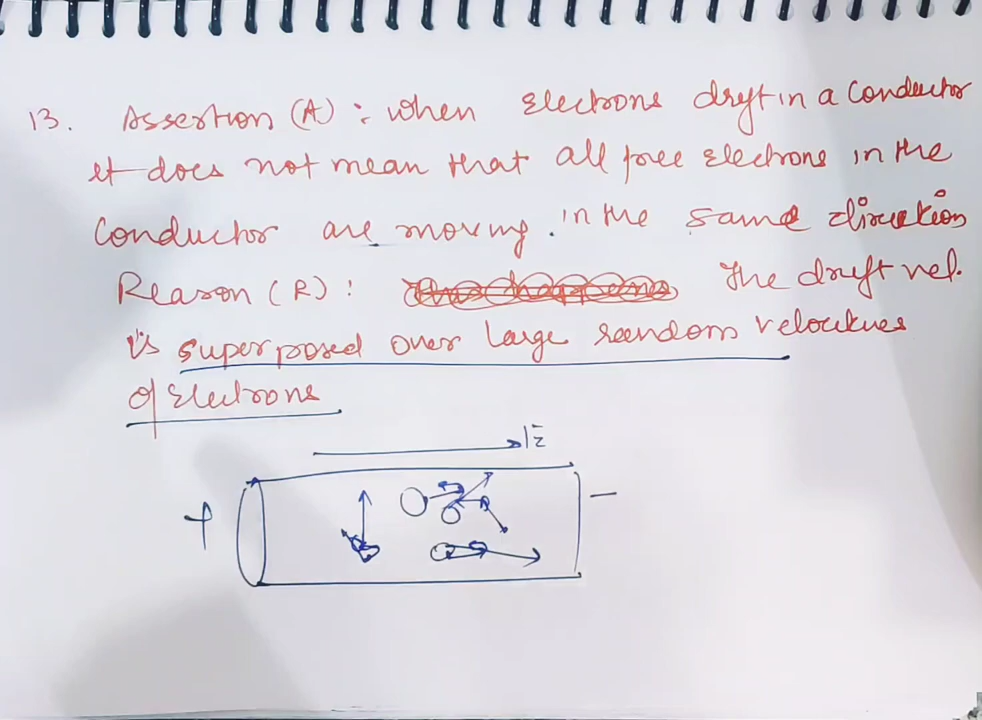 13. Assertion (A) : when electrons drift in a conductor
it does not mean that all free electrons in the
conductor are moving in the same direction
Reason (R) : The drift vel.
is superposed over large random velocities
of electrons
E
+ −